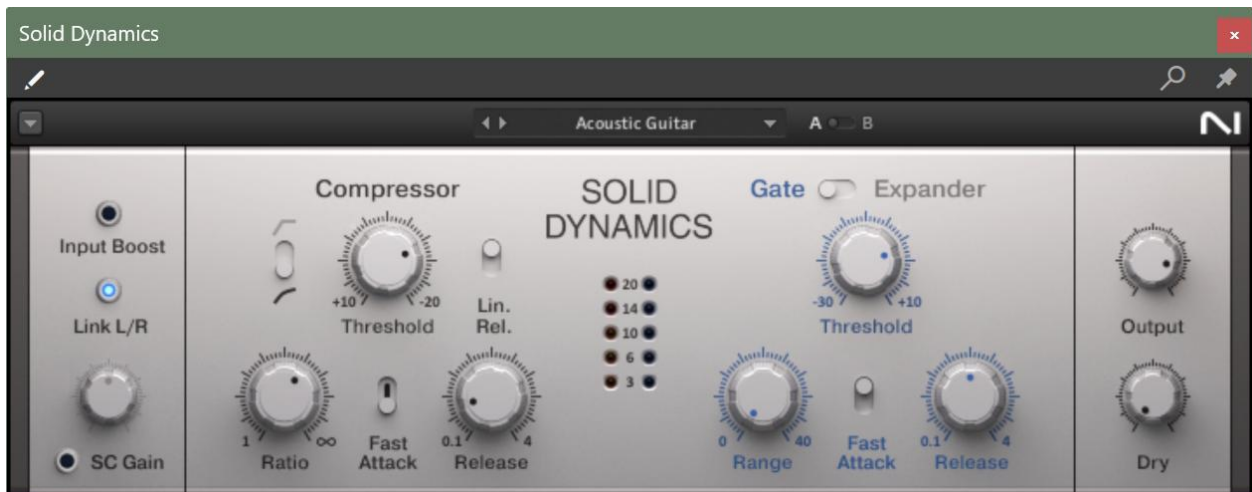 Solid Dynamics
Acoustic Guitar
A B
Input Boost
Link L/R
SC Gain
Compressor
+10 -20
Threshold
Lin.
Rel.
1 ∞
Ratio
Fast
Attack
0.1 4
Release
SOLID
DYNAMICS
20
14
10
6
3
Gate Expander
-30 +10
Threshold
0 40
Range
Fast
Attack
0.1 4
Release
Output
Dry